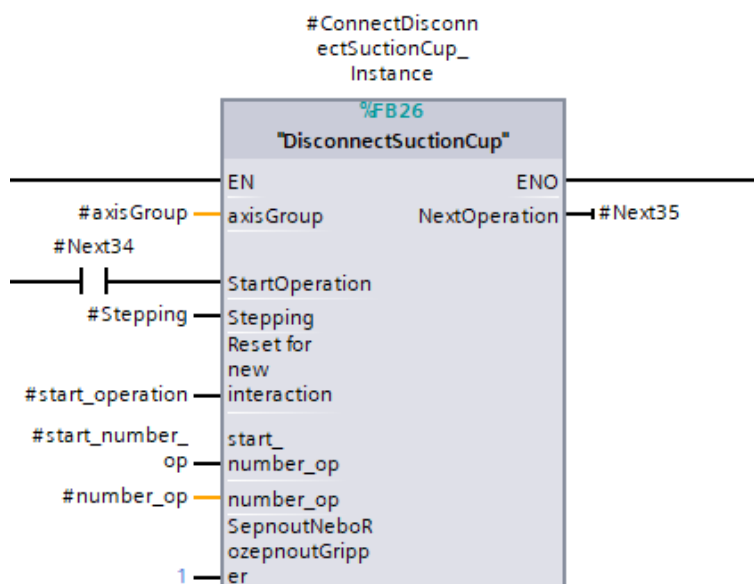 #ConnectDisconn
ectSuctionCup_
Instance
%FB26
"DisconnectSuctionCup"
EN
ENO
#axisGroup
axisGroup
NextOperation
#Next35
#Next34
StartOperation
#Stepping
Stepping
Reset for
new
#start_operation
interaction
#start_number_
op
start_
number_op
#number_op
number_op
SepnoutNeboR
ozepnoutGripp
1
er